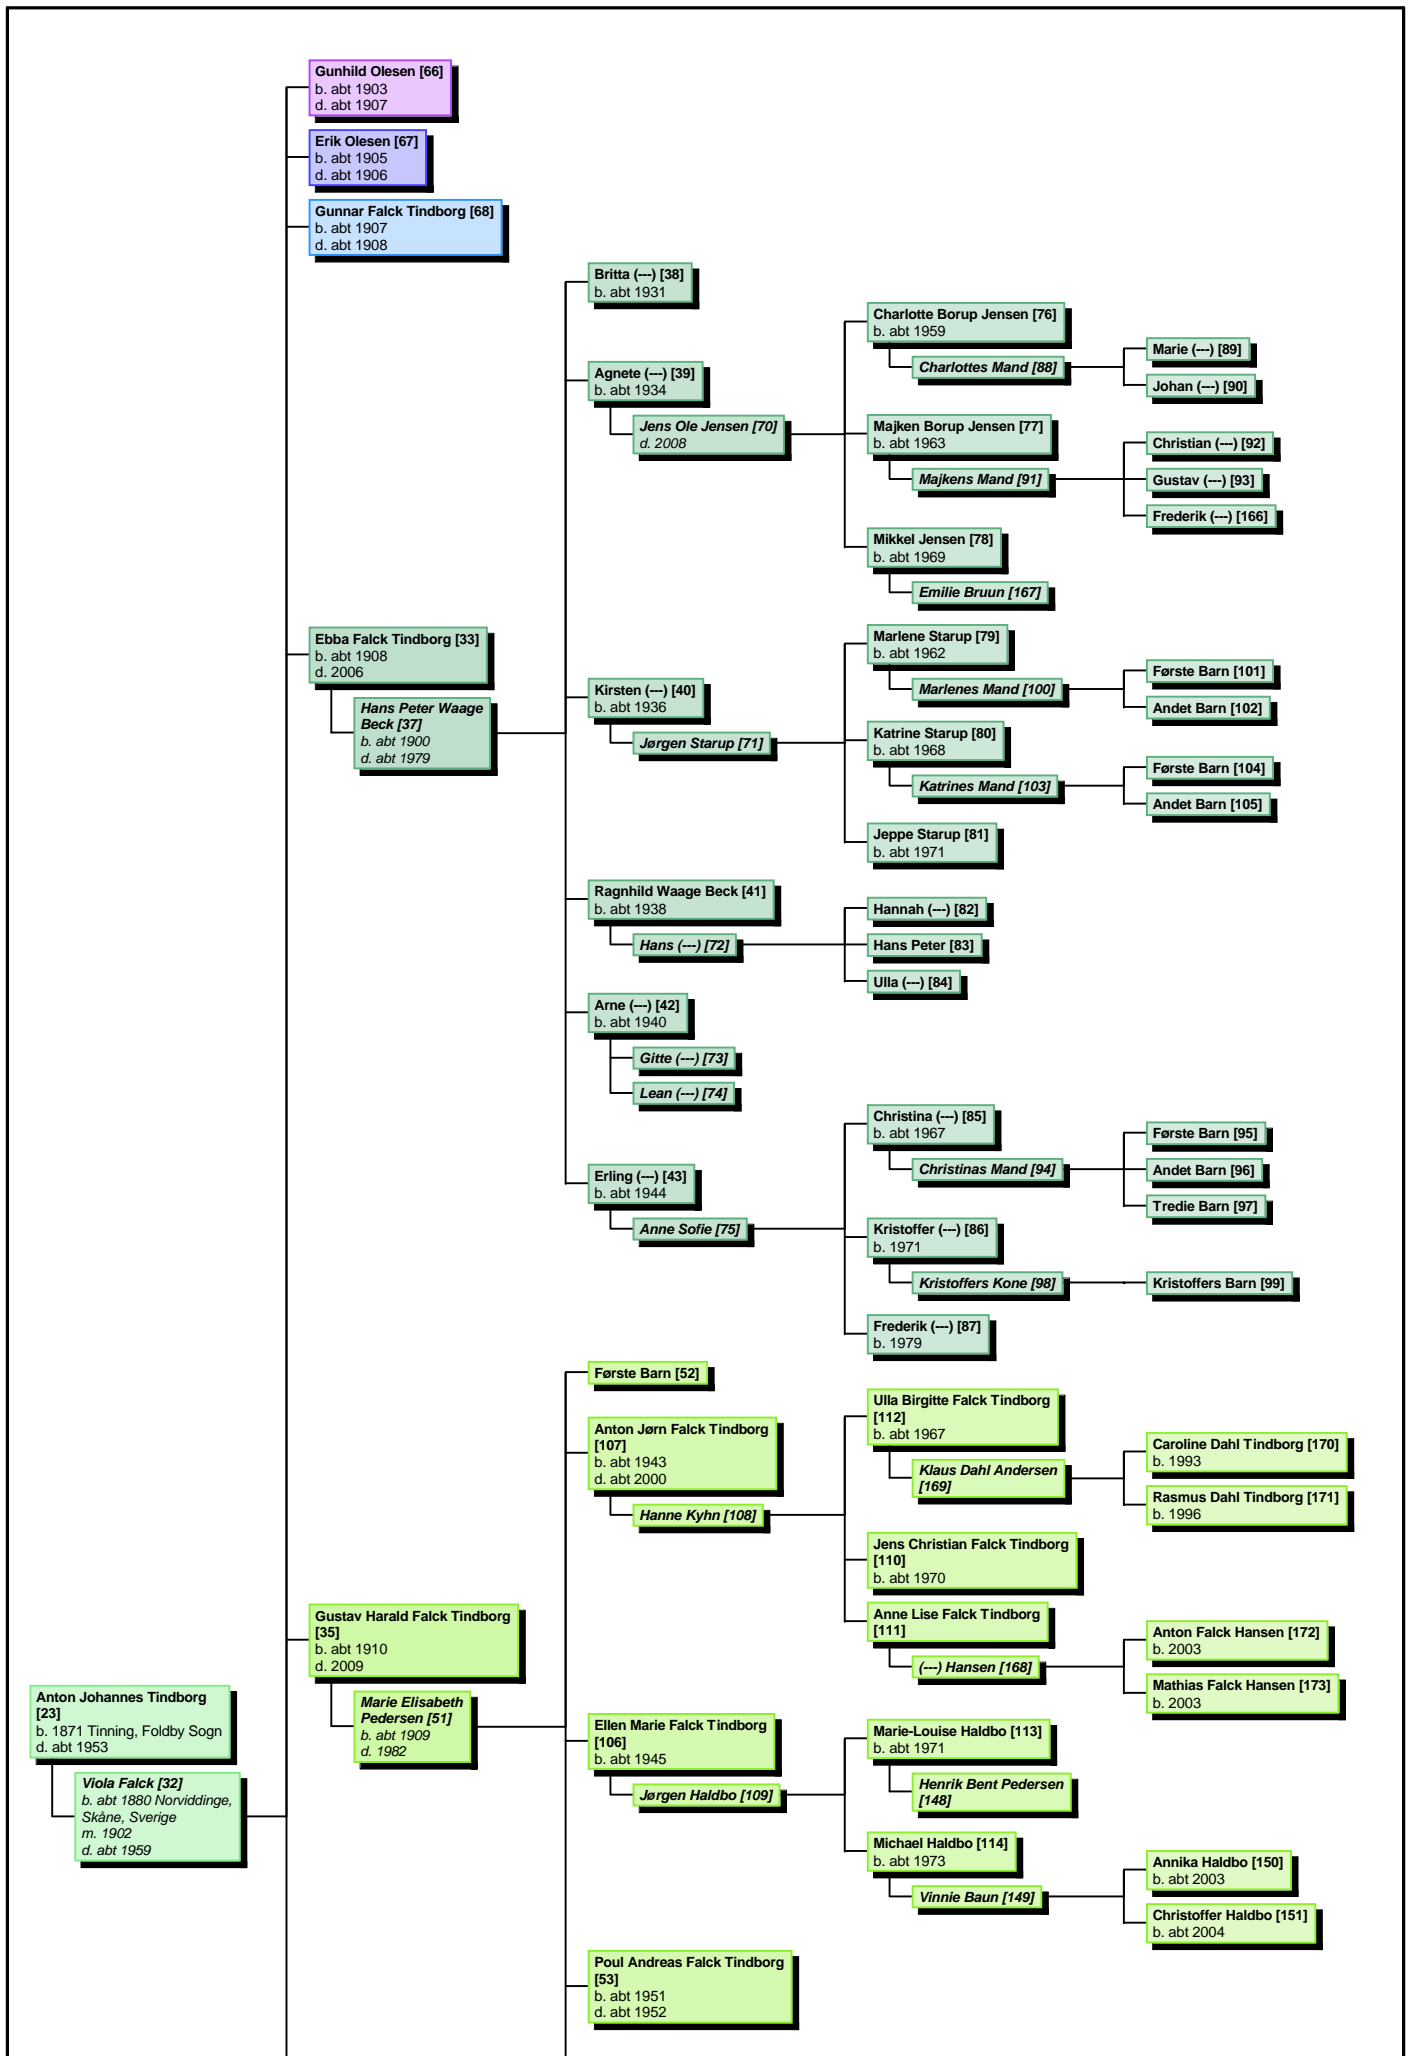 Gunhild Olesen [66]
b. abt 1903
d. abt 1907
Erik Olesen [67]
b. abt 1905
d. abt 1906
Gunnar Falck Tindborg [68]
b. abt 1907
d. abt 1908
Britta (---) [38]
b. abt 1931
Charlotte Borup Jensen [76]
b. abt 1959
Charlottes Mand [88]
Marie (---) [89]
Johan (---) [90]
Agnete (---) [39]
b. abt 1934
Jens Ole Jensen [70]
d. 2008
Majken Borup Jensen [77]
b. abt 1963
Majkens Mand [91]
Christian (---) [92]
Gustav (---) [93]
Frederik (---) [166]
Mikkel Jensen [78]
b. abt 1969
Emilie Bruun [167]
Ebba Falck Tindborg [33]
b. abt 1908
d. 2006
Hans Peter Waage
Beck [37]
b. abt 1900
d. abt 1979
Kirsten (---) [40]
b. abt 1936
Jørgen Starup [71]
Marlene Starup [79]
b. abt 1962
Marlenes Mand [100]
Første Barn [101]
Andet Barn [102]
Katrine Starup [80]
b. abt 1968
Katrines Mand [103]
Første Barn [104]
Andet Barn [105]
Jeppe Starup [81]
b. abt 1971
Ragnhild Waage Beck [41]
b. abt 1938
Hans (---) [72]
Hannah (---) [82]
Hans Peter [83]
Ulla (---) [84]
Arne (---) [42]
b. abt 1940
Gitte (---) [73]
Lean (---) [74]
Erling (---) [43]
b. abt 1944
Anne Sofie [75]
Christina (---) [85]
b. abt 1967
Christinas Mand [94]
Første Barn [95]
Andet Barn [96]
Tredie Barn [97]
Kristoffer (---) [86]
b. 1971
Kristoffers Kone [98]
Kristoffers Barn [99]
Frederik (---) [87]
b. 1979
Første Barn [52]
Anton Jørn Falck Tindborg
[107]
b. abt 1943
d. abt 2000
Hanne Kyhn [108]
Ulla Birgitte Falck Tindborg
[112]
b. abt 1967
Klaus Dahl Andersen
[169]
Caroline Dahl Tindborg [170]
b. 1993
Rasmus Dahl Tindborg [171]
b. 1996
Jens Christian Falck Tindborg
[110]
b. abt 1970
Anne Lise Falck Tindborg
[111]
(---) Hansen [168]
Anton Falck Hansen [172]
b. 2003
Mathias Falck Hansen [173]
b. 2003
Gustav Harald Falck Tindborg
[35]
b. abt 1910
d. 2009
Marie Elisabeth
Pedersen [51]
b. abt 1909
d. 1982
Anton Johannes Tindborg
[23]
b. 1871 Tinning, Foldby Sogn
d. abt 1953
Viola Falck [32]
b. abt 1880 Norviddinge,
Skåne, Sverige
m. 1902
d. abt 1959
Ellen Marie Falck Tindborg
[106]
b. abt 1945
Jørgen Haldbo [109]
Marie-Louise Haldbo [113]
b. abt 1971
Henrik Bent Pedersen
[148]
Michael Haldbo [114]
b. abt 1973
Vinnie Baun [149]
Annika Haldbo [150]
b. abt 2003
Christoffer Haldbo [151]
b. abt 2004
Poul Andreas Falck Tindborg
[53]
b. abt 1951
d. abt 1952